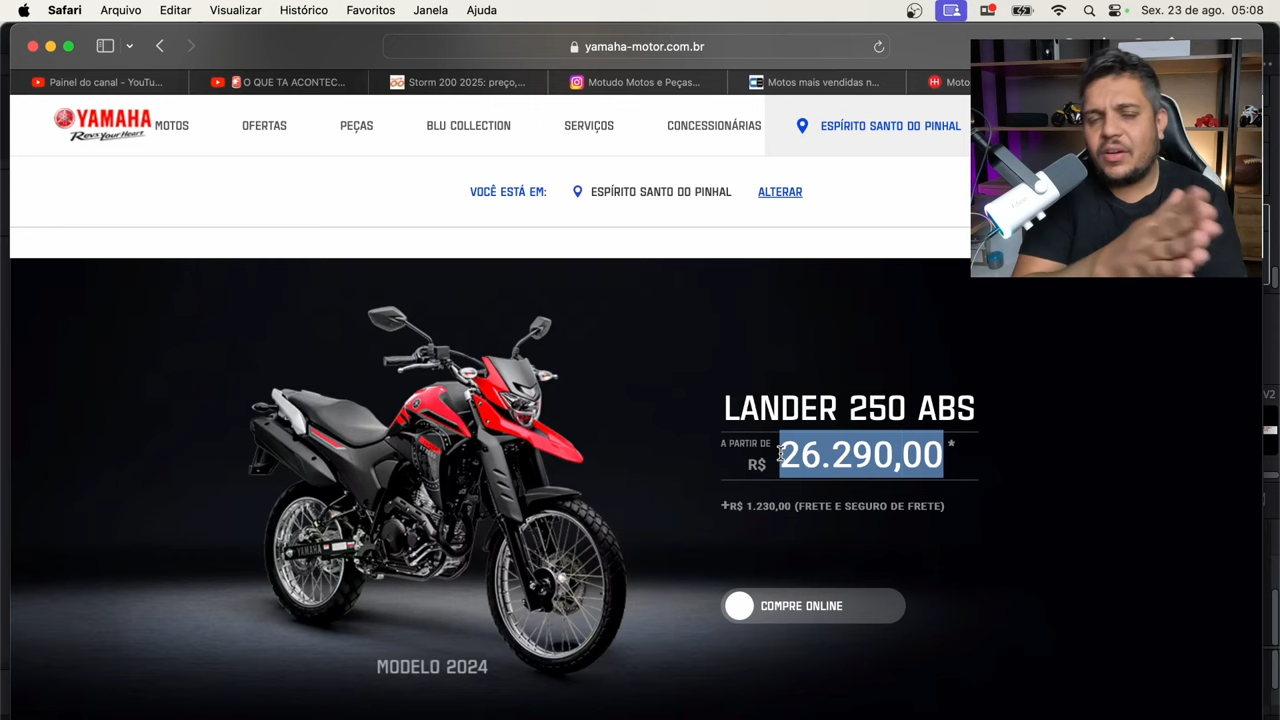 Safari Arquivo Editar Visualizar Histórico Favoritos Janela Ajuda Sex. 23 de ago. 05:08
yamaha-motor.com.br
Painel do canal - YouTu... O QUE TA ACONTEC... Storm 200 2025: preço,... Motudo Motos e Peças... Motos mais vendidas n... Moto
YAMAHA
Revs Your Heart
MOTOS OFERTAS PEÇAS BLU COLLECTION SERVIÇOS CONCESSIONÁRIAS ESPÍRITO SANTO DO PINHAL
VOCÊ ESTÁ EM: ESPÍRITO SANTO DO PINHAL ALTERAR
LANDER 250 ABS
A PARTIR DE
R$ 26.290,00 *
+R$ 1.230,00 (FRETE E SEGURO DE FRETE)
COMPRE ONLINE
YAMAHA
MODELO 2024
V2